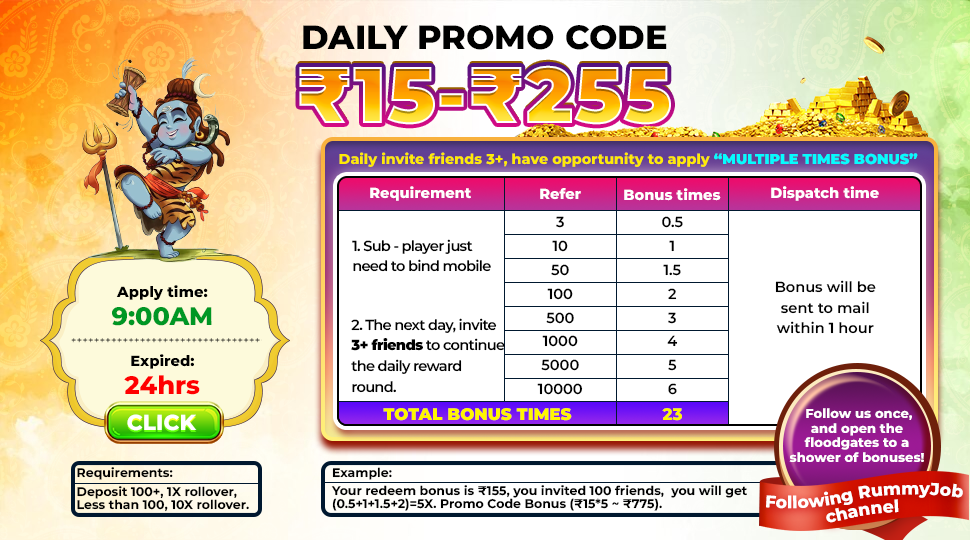 DAILY PROMO CODE
₹15-₹255
Daily invite friends 3+, have opportunity to apply “MULTIPLE TIMES BONUS”
Requirement Refer Bonus times Dispatch time
1. Sub - player just
need to bind mobile
2. The next day, invite
3+ friends to continue
the daily reward
round.
3 0.5
10 1
50 1.5
100 2
500 3
1000 4
5000 5
10000 6
Bonus will be
sent to mail
within 1 hour
TOTAL BONUS TIMES 23
Apply time:
9:00AM
Expired:
24hrs
CLICK
Requirements:
Deposit 100+, 1X rollover,
Less than 100, 10X rollover.
Example:
Your redeem bonus is ₹155, you invited 100 friends, you will get
(0.5+1+1.5+2)=5X. Promo Code Bonus (₹15*5 ~ ₹775).
Follow us once,
and open the
floodgates to a
shower of bonuses!
Following RummyJob
channel